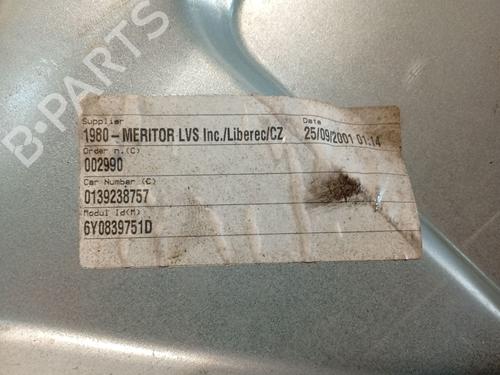 B-PARTS
Supplier
Date
1980 - MERITOR LVS Inc./Liberec/CZ
25/09/2001 01:14
Order n.(C)
002990
Car Number (C)
0139238757
Modul Id(M)
6Y0839751D